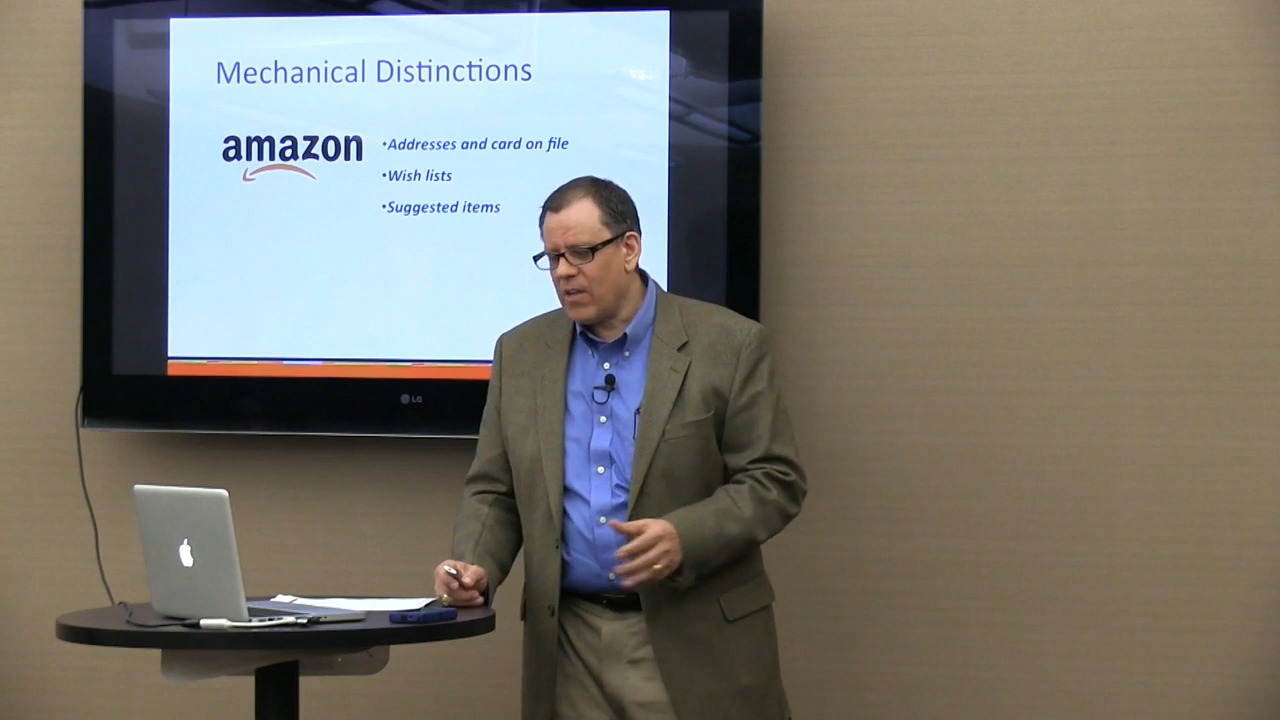 Mechanical Distinctions
amazon
•Addresses and card on file
•Wish lists
•Suggested items
LG